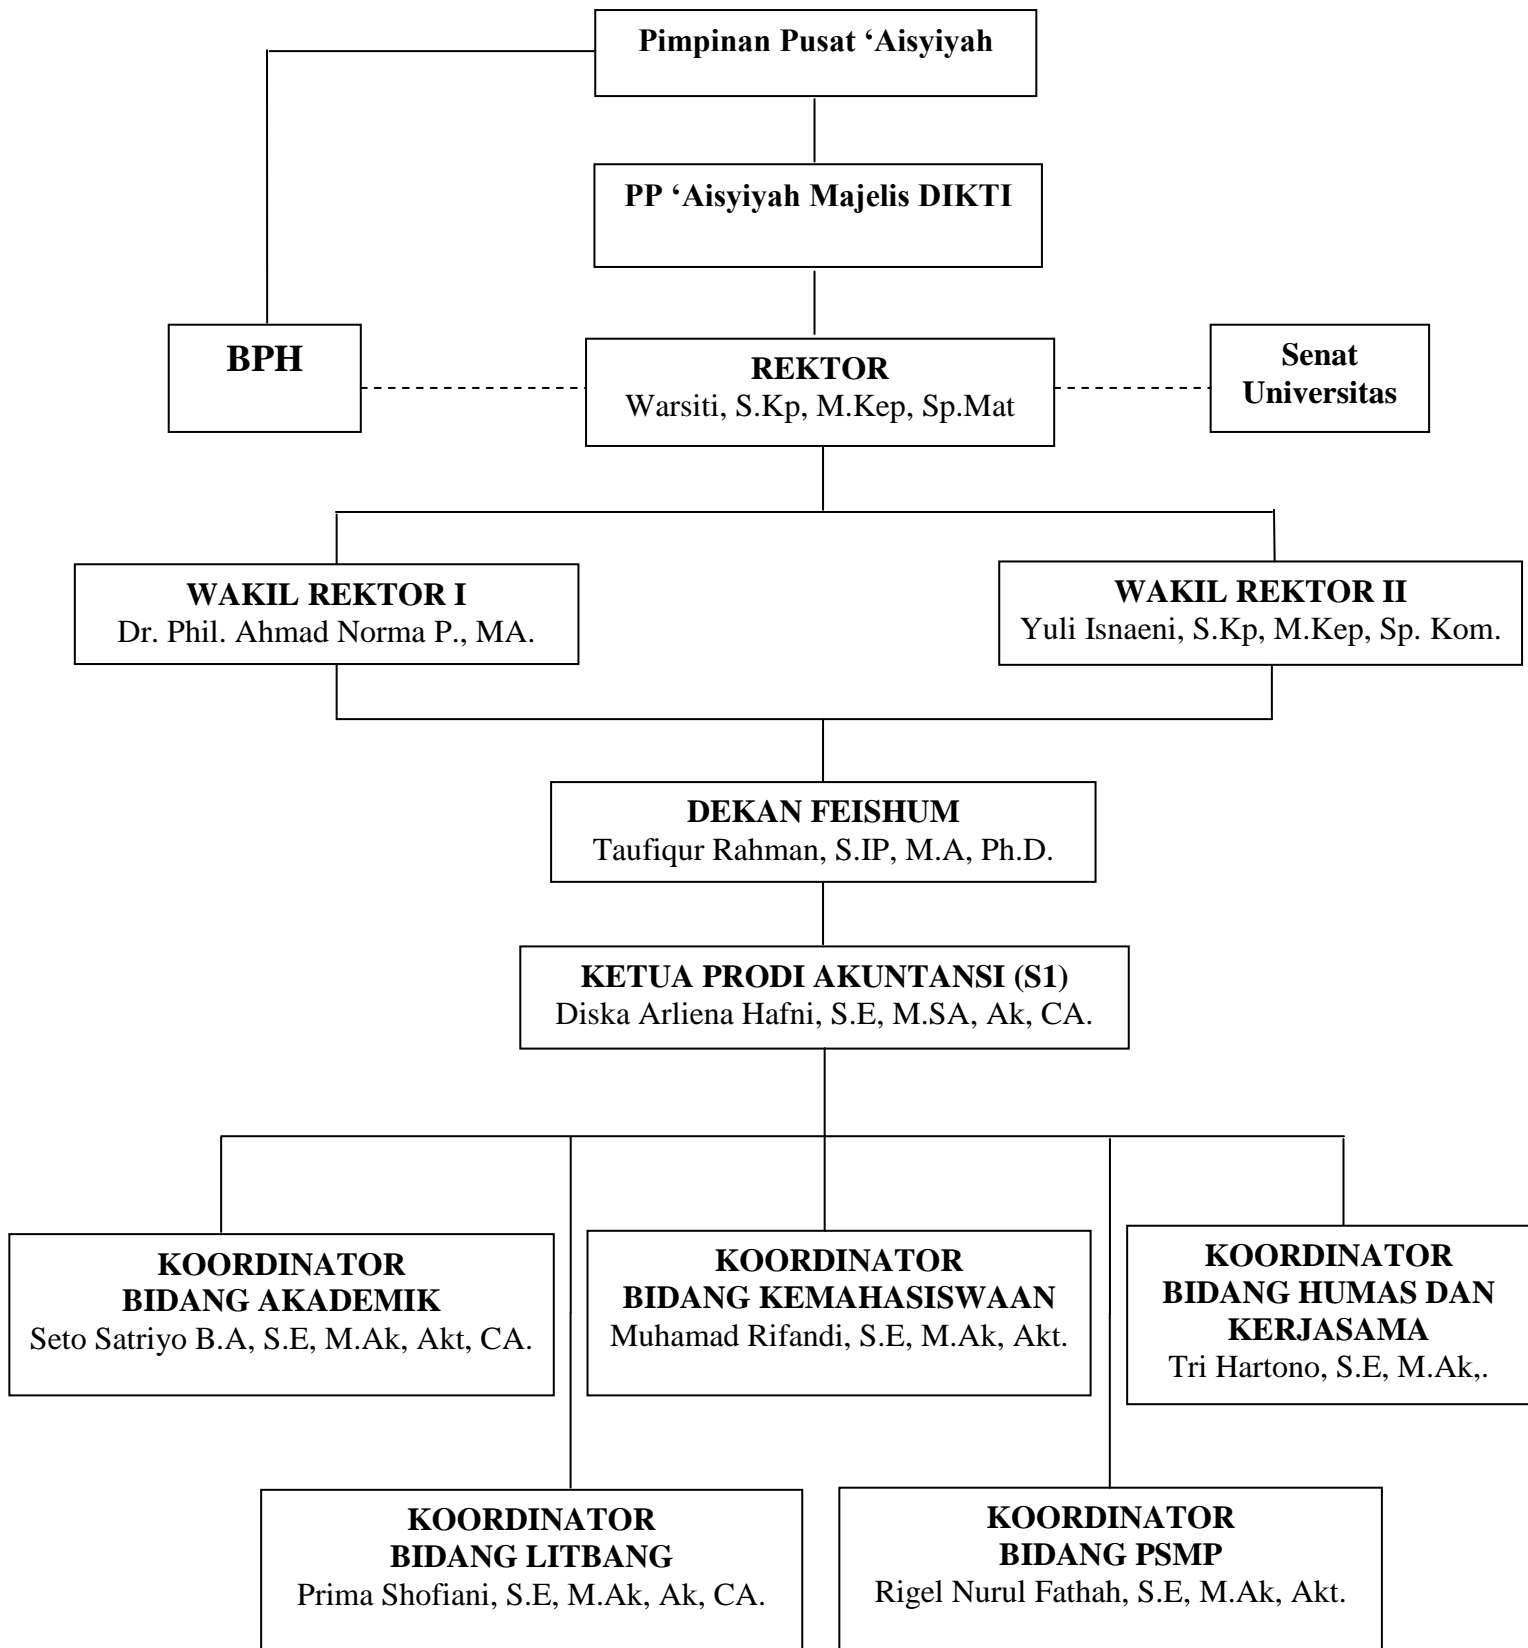 Pimpinan Pusat ‘Aisyiyah
PP ‘Aisyiyah Majelis DIKTI
BPH
REKTOR
Warsiti, S.Kp, M.Kep, Sp.Mat
Senat
Universitas
WAKIL REKTOR I
Dr. Phil. Ahmad Norma P., MA.
WAKIL REKTOR II
Yuli Isnaeni, S.Kp, M.Kep, Sp. Kom.
DEKAN FEISHUM
Taufiqur Rahman, S.IP, M.A, Ph.D.
KETUA PRODI AKUNTANSI (S1)
Diska Arliena Hafni, S.E, M.SA, Ak, CA.
KOORDINATOR
BIDANG AKADEMIK
Seto Satriyo B.A, S.E, M.Ak, Akt, CA.
KOORDINATOR
BIDANG KEMAHASISWAAN
Muhamad Rifandi, S.E, M.Ak, Akt.
KOORDINATOR
BIDANG HUMAS DAN
KERJASAMA
Tri Hartono, S.E, M.Ak,.
KOORDINATOR
BIDANG LITBANG
Prima Shofiani, S.E, M.Ak, Ak, CA.
KOORDINATOR
BIDANG PSMP
Rigel Nurul Fathah, S.E, M.Ak, Akt.